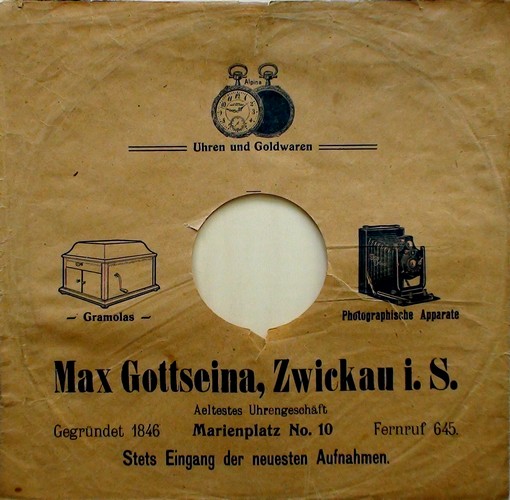 Alpina
Uhren und Goldwaren
– Gramolas –
Photographische Apparate
Max Gottseina, Zwickau i. S.
Aeltestes Uhrengeschäft
Gegründet 1846 Marienplatz No. 10 Fernruf 645.
Stets Eingang der neuesten Aufnahmen.